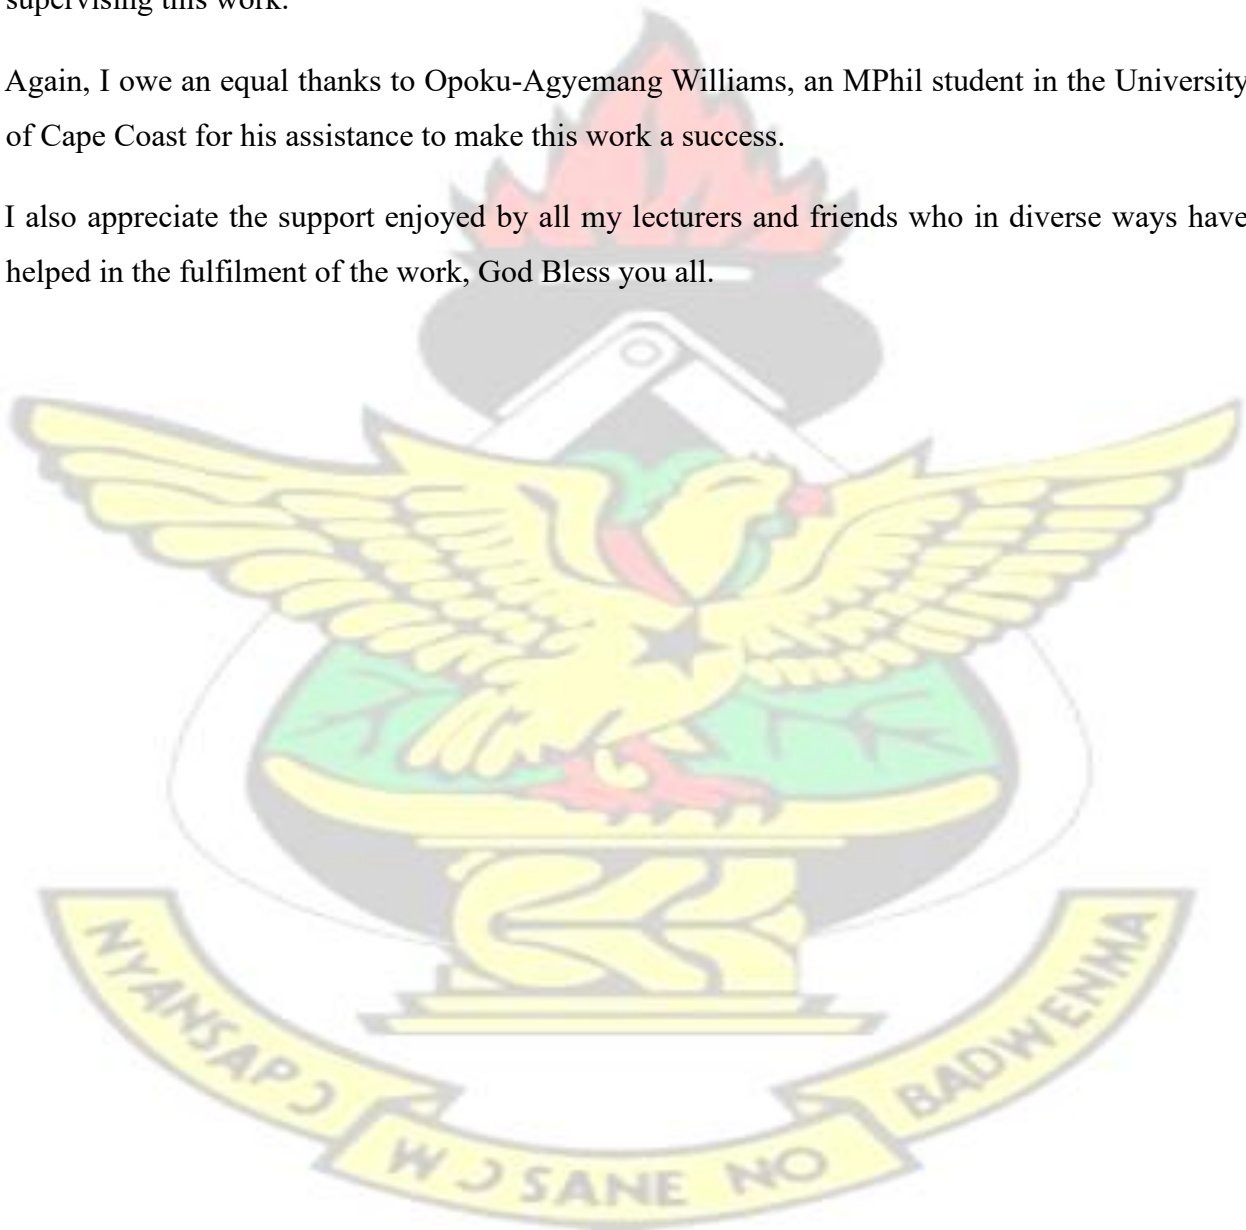 supervising this work.
Again, I owe an equal thanks to Opoku-Agyemang Williams, an MPhil student in the University
of Cape Coast for his assistance to make this work a success.
I also appreciate the support enjoyed by all my lecturers and friends who in diverse ways have
helped in the fulfilment of the work, God Bless you all.
NYANSAPƆ
WƆSANE NO
BADWENMA